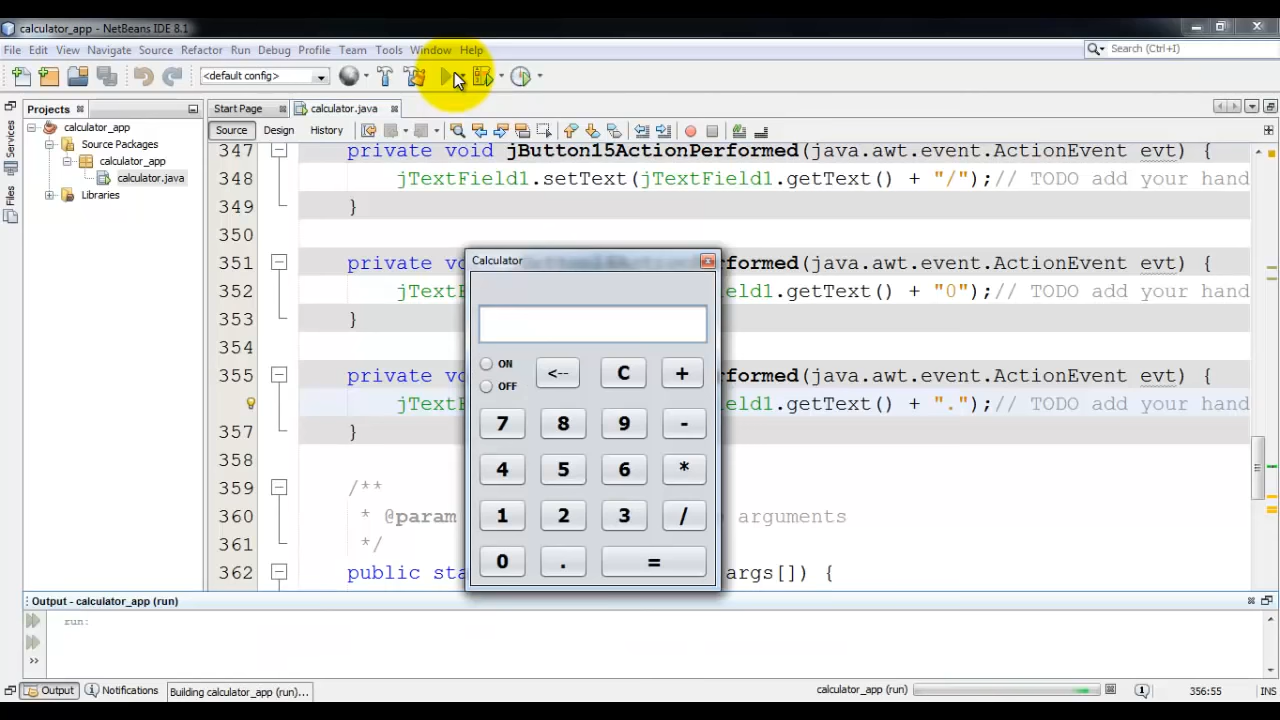 calculator_app - NetBeans IDE 8.1
File Edit View Navigate Source Refactor Run Debug Profile Team Tools Window Help
Search (Ctrl+I)
<default config>
Projects
Start Page
calculator.java
Source Design History
Services
Files
calculator_app
Source Packages
calculator_app
calculator.java
Libraries
347 private void jButton15ActionPerformed(java.awt.event.ActionEvent evt) {
348 jTextField1.setText(jTextField1.getText() + "/");// TODO add your hand
349 }
350
351 private vo rformed(java.awt.event.ActionEvent evt) {
352 jTextF eld1.getText() + "0");// TODO add your hand
353 }
354
355 private vo rformed(java.awt.event.ActionEvent evt) {
jTextF eld1.getText() + ".");// TODO add your hand
357 }
358
359 /**
360 * @param arguments
361 */
362 public sta args[]) {
Calculator
ON
OFF
<-- C +
7 8 9 -
4 5 6 *
1 2 3 /
0 . =
Output - calculator_app (run)
run:
Output
Notifications
Building calculator_app (run)...
calculator_app (run)
356:55
INS